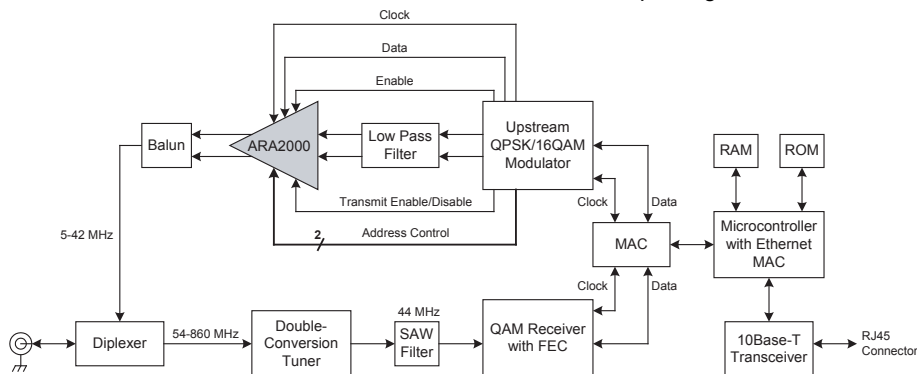 Clock
Data
Enable
Balun
ARA2000
Low Pass
Filter
Upstream
QPSK/16QAM
Modulator
RAM
ROM
Transmit Enable/Disable
2
Address Control
Clock
Data
5-42 MHz
MAC
Microcontroller
with Ethernet
MAC
Clock
Data
Diplexer
54-860 MHz
Double-
Conversion
Tuner
44 MHz
SAW
Filter
QAM Receiver
with FEC
10Base-T
Transceiver
RJ45
Connector